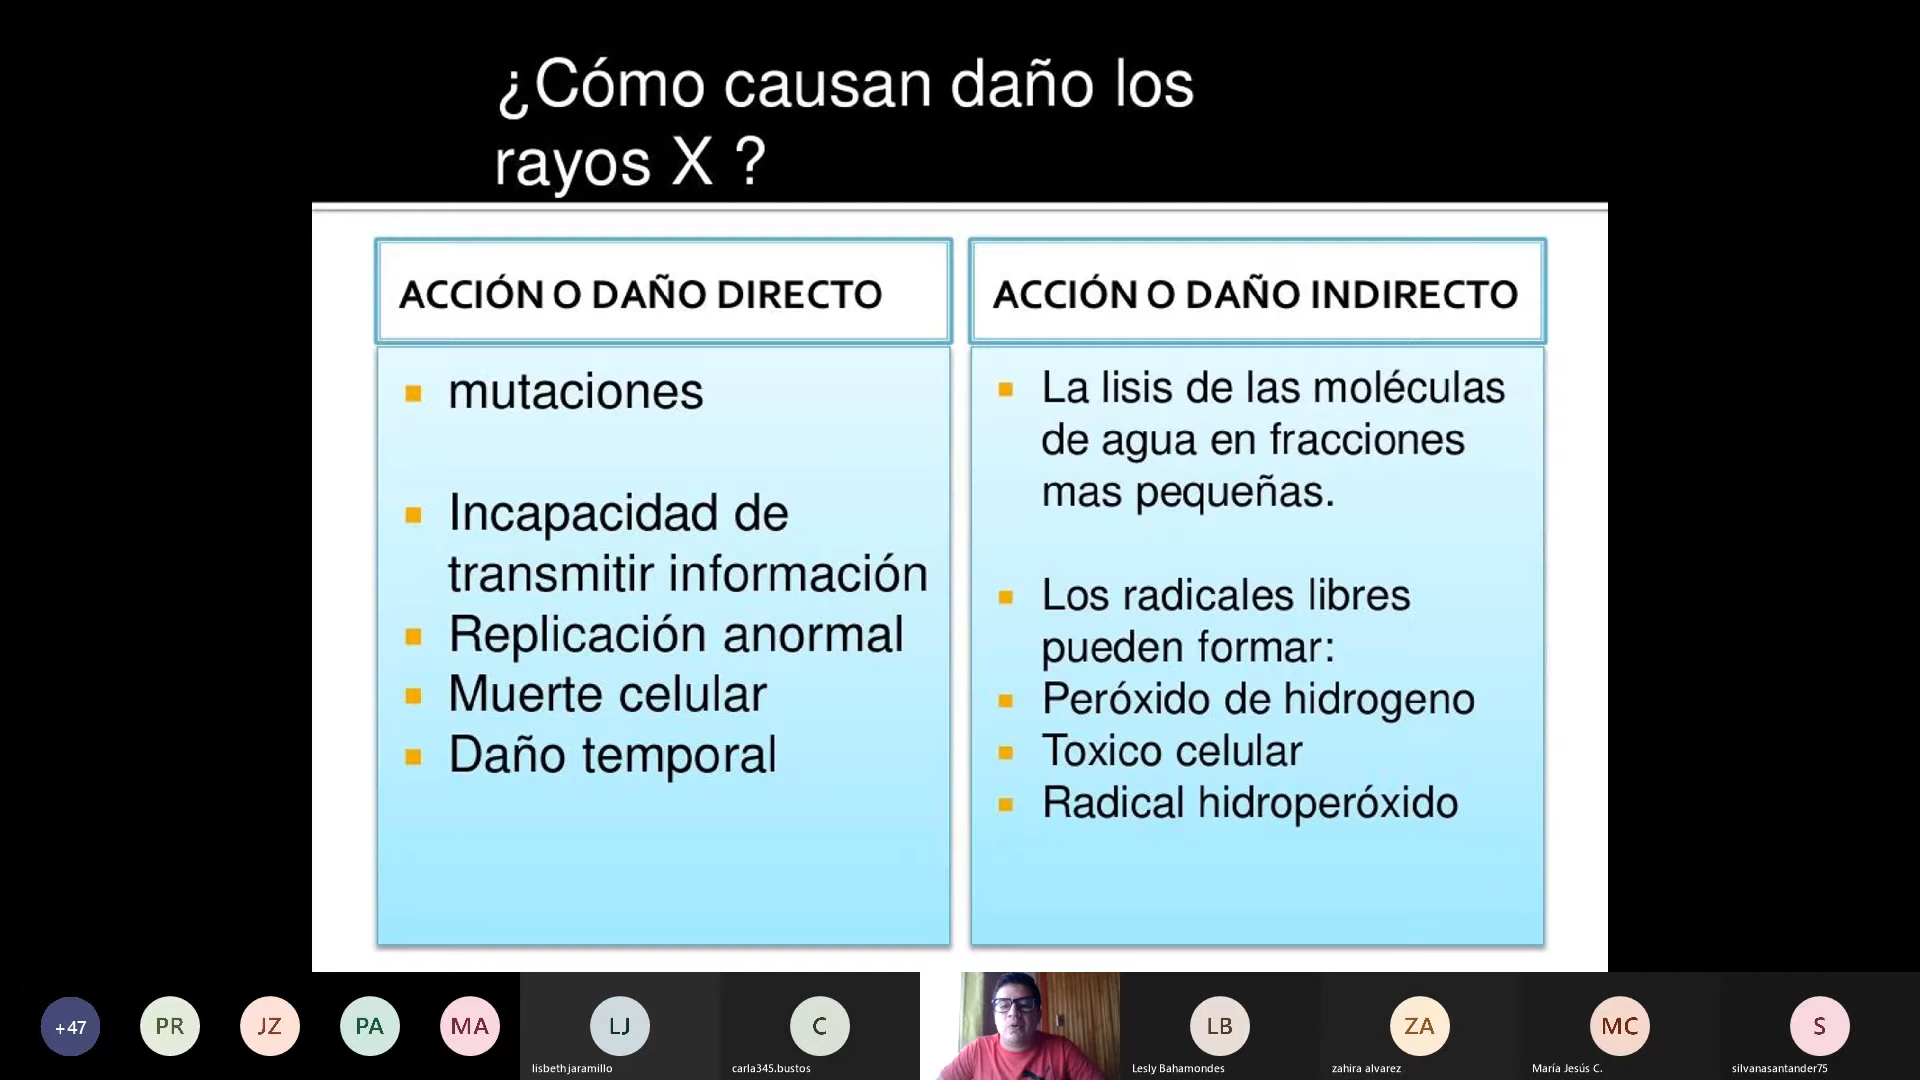 ¿Cómo causan daño los
rayos X ?
ACCIÓN O DAÑO DIRECTO
mutaciones
Incapacidad de
transmitir información
Replicación anormal
Muerte celular
Daño temporal
ACCIÓN O DAÑO INDIRECTO
La lisis de las moléculas
de agua en fracciones
mas pequeñas.
Los radicales libres
pueden formar:
Peróxido de hidrogeno
Toxico celular
Radical hidroperóxido
+47
PR
JZ
PA
MA
LJ
lisbeth jaramillo
C
carla345.bustos
LB
Lesly Bahamondes
ZA
zahira alvarez
MC
María Jesús C.
S
silvanasantander75